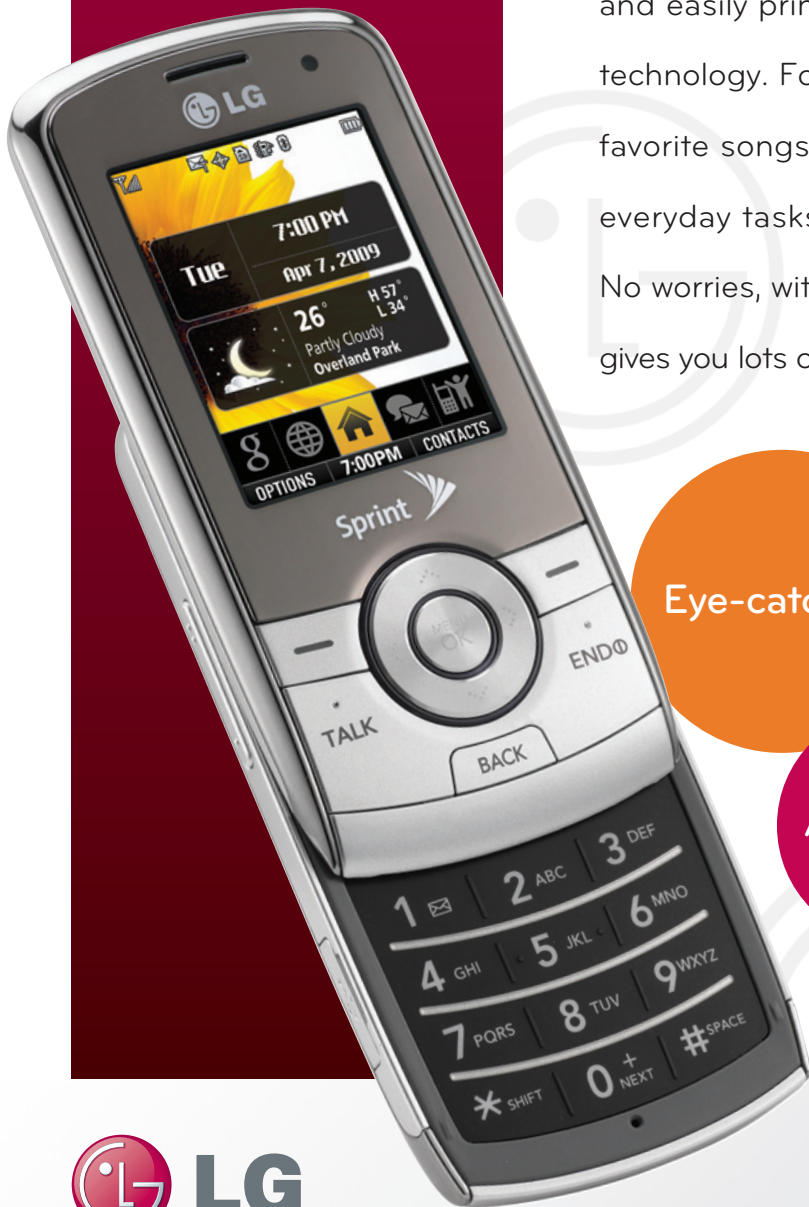 and easily prin
technology. Fo
favorite songs
everyday tasks
No worries, wit
gives you lots o
LG
7:00 PM
Tue
Apr 7, 2009
26°
H 57°
L 34°
Partly Cloudy
Overland Park
g
OPTIONS 7:00PM CONTACTS
Sprint
MENU
OK
TALK
END
BACK
Eye-catc
1 2 ABC 3 DEF
4 GHI 5 JKL 6 MNO
7 PQRS 8 TUV 9 WXYZ
* SHIFT 0 + NEXT # SPACE
LG